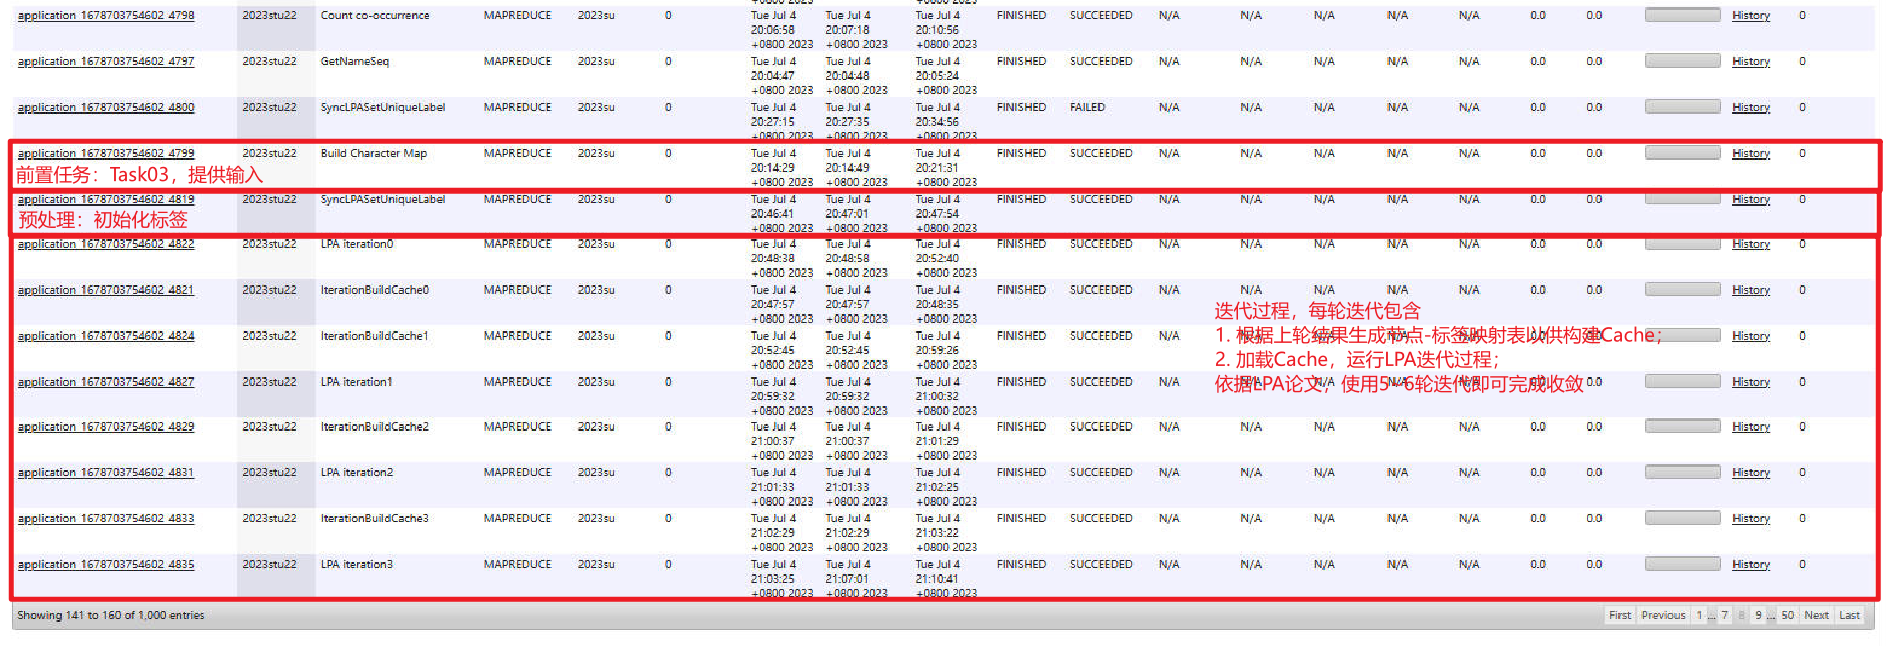 application_1678703754602_4798 2023stu22 Count co-occurrence MAPREDUCE 2023su 0 Tue Jul 4 20:06:58 +0800 2023 Tue Jul 4 20:07:18 +0800 2023 Tue Jul 4 20:10:56 +0800 2023 FINISHED SUCCEEDED N/A N/A N/A N/A N/A 0.0 0.0 History 0
application_1678703754602_4797 2023stu22 GetNameSeq MAPREDUCE 2023su 0 Tue Jul 4 20:04:47 +0800 2023 Tue Jul 4 20:04:48 +0800 2023 Tue Jul 4 20:05:24 +0800 2023 FINISHED SUCCEEDED N/A N/A N/A N/A N/A 0.0 0.0 History 0
application_1678703754602_4800 2023stu22 SyncLPASetUniqueLabel MAPREDUCE 2023su 0 Tue Jul 4 20:27:15 +0800 2023 Tue Jul 4 20:27:35 +0800 2023 Tue Jul 4 20:34:56 +0800 2023 FINISHED FAILED N/A N/A N/A N/A N/A 0.0 0.0 History 0
application_1678703754602_4799 2023stu22 Build Character Map MAPREDUCE 2023su 0 Tue Jul 4 20:14:29 +0800 2023 Tue Jul 4 20:14:49 +0800 2023 Tue Jul 4 20:21:31 +0800 2023 FINISHED SUCCEEDED N/A N/A N/A N/A N/A 0.0 0.0 History 0
前置任务：Task03，提供输入
application_1678703754602_4819 2023stu22 SyncLPASetUniqueLabel MAPREDUCE 2023su 0 Tue Jul 4 20:46:41 +0800 2023 Tue Jul 4 20:47:01 +0800 2023 Tue Jul 4 20:47:54 +0800 2023 FINISHED SUCCEEDED N/A N/A N/A N/A N/A 0.0 0.0 History 0
预处理：初始化标签
application_1678703754602_4822 2023stu22 LPA iteration0 MAPREDUCE 2023su 0 Tue Jul 4 20:48:38 +0800 2023 Tue Jul 4 20:48:58 +0800 2023 Tue Jul 4 20:52:40 +0800 2023 FINISHED SUCCEEDED N/A N/A N/A N/A N/A 0.0 0.0 History 0
application_1678703754602_4821 2023stu22 IterationBuildCache0 MAPREDUCE 2023su 0 Tue Jul 4 20:47:57 +0800 2023 Tue Jul 4 20:47:57 +0800 2023 Tue Jul 4 20:48:35 +0800 2023 FINISHED SUCCEEDED N/A N/A N/A N/A N/A 0.0 0.0 History 0
迭代过程，每轮迭代包含
1. 根据上轮结果生成节点-标签映射表以供构建Cache；
2. 加载Cache，运行LPA迭代过程；
依据LPA论文，使用5~6轮迭代即可完成收敛
application_1678703754602_4824 2023stu22 IterationBuildCache1 MAPREDUCE 2023su 0 Tue Jul 4 20:52:45 +0800 2023 Tue Jul 4 20:52:45 +0800 2023 Tue Jul 4 20:59:26 +0800 2023 FINISHED SUCCEEDED N/A N/A N/A N/A N/A 0.0 0.0 History 0
application_1678703754602_4827 2023stu22 LPA iteration1 MAPREDUCE 2023su 0 Tue Jul 4 20:59:32 +0800 2023 Tue Jul 4 20:59:32 +0800 2023 Tue Jul 4 21:00:32 +0800 2023 FINISHED SUCCEEDED N/A N/A N/A N/A N/A 0.0 0.0 History 0
application_1678703754602_4829 2023stu22 IterationBuildCache2 MAPREDUCE 2023su 0 Tue Jul 4 21:00:37 +0800 2023 Tue Jul 4 21:00:37 +0800 2023 Tue Jul 4 21:01:29 +0800 2023 FINISHED SUCCEEDED N/A N/A N/A N/A N/A 0.0 0.0 History 0
application_1678703754602_4831 2023stu22 LPA iteration2 MAPREDUCE 2023su 0 Tue Jul 4 21:01:33 +0800 2023 Tue Jul 4 21:01:33 +0800 2023 Tue Jul 4 21:02:25 +0800 2023 FINISHED SUCCEEDED N/A N/A N/A N/A N/A 0.0 0.0 History 0
application_1678703754602_4833 2023stu22 IterationBuildCache3 MAPREDUCE 2023su 0 Tue Jul 4 21:02:29 +0800 2023 Tue Jul 4 21:02:29 +0800 2023 Tue Jul 4 21:03:22 +0800 2023 FINISHED SUCCEEDED N/A N/A N/A N/A N/A 0.0 0.0 History 0
application_1678703754602_4835 2023stu22 LPA iteration3 MAPREDUCE 2023su 0 Tue Jul 4 21:03:25 +0800 2023 Tue Jul 4 21:07:01 +0800 2023 Tue Jul 4 21:10:41 +0800 2023 FINISHED SUCCEEDED N/A N/A N/A N/A N/A 0.0 0.0 History 0
Showing 141 to 160 of 1,000 entries First Previous 1 ... 7 8 9 ... 50 Next Last